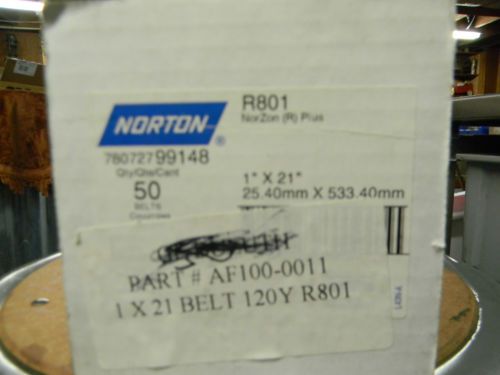 NORTON
®
R801
NorZon (R) Plus
78072799148
Qty/Qte/Cant
50
BELTS
1" X 21"
25.40mm X 533.40mm
PART # AF100-0011
1 X 21 BELT 120Y R801